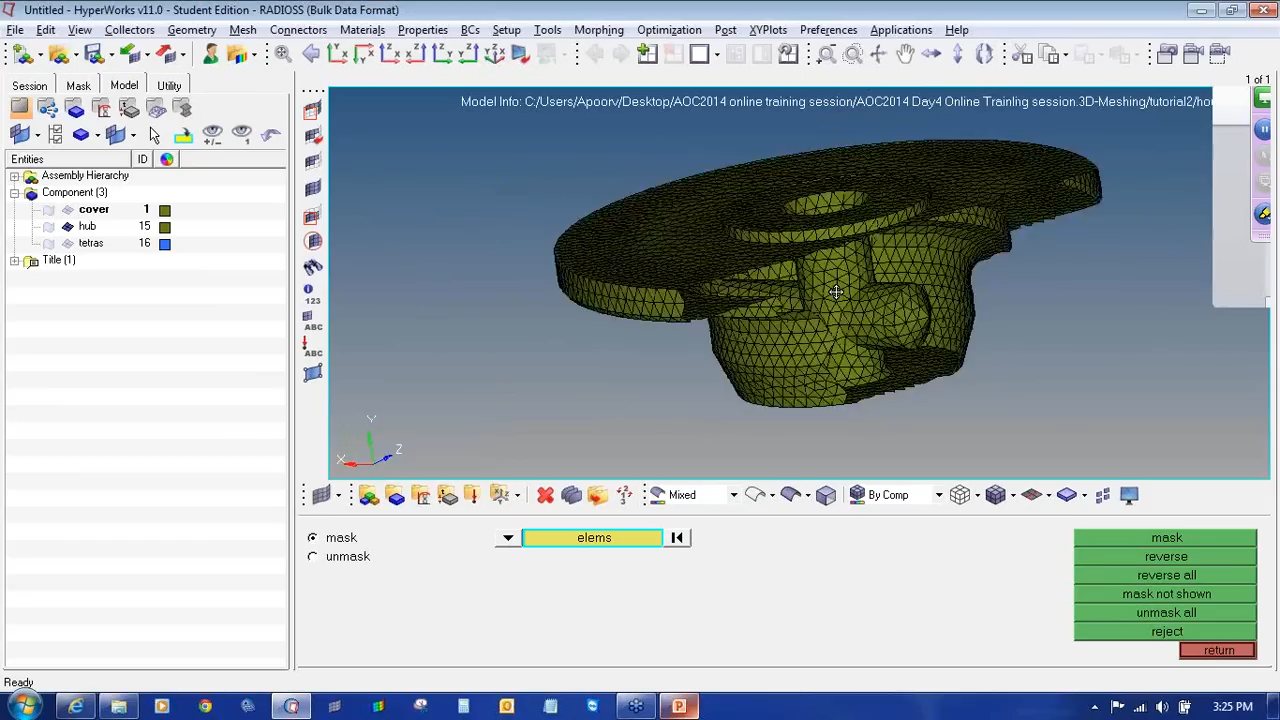 Untitled - HyperWorks v11.0 - Student Edition - RADIOSS (Bulk Data Format)
File Edit View Collectors Geometry Mesh Connectors Materials Properties BCs Setup Tools Morphing Optimization Post XYPlots Preferences Applications Help
Session Mask Model Utility
1 of 1
Model Info: C:/Users/Apoorv/Desktop/AOC2014 online training session/AOC2014 Day4 Online Trainlng session.3D-Meshing/tutorial2/hou
Entities ID
Assembly Hierarchy
Component (3)
cover 1
hub 15
tetras 16
Title (1)
123
ABC
ABC
Y
X
Z
Mixed
By Comp
mask
elems
mask
unmask
reverse
reverse all
mask not shown
unmask all
reject
return
Ready
3:25 PM